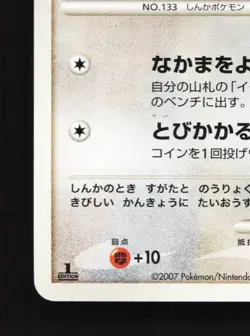 NO.133 しんかポケモン
なかまをよ
自分の山札の「イ
のベンチに出す。
とびかかる
コインを1回投げ
しんかのとき すがたと のうりょく
きびしい かんきょうに たいおうす
弱点
抵
+10
1 EDITION
©2007 Pokémon/Nintendo